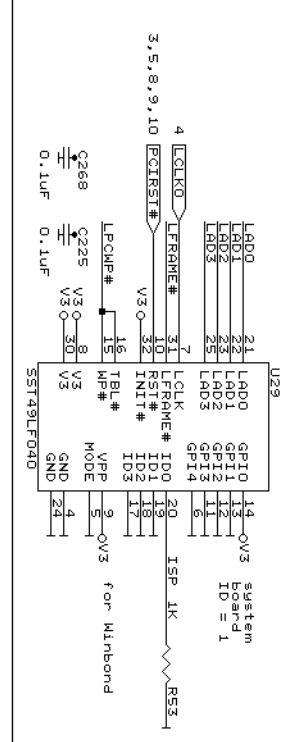 U29
LAD0 21 LAD0 GPI0 14 V3 system
LAD1 22 LAD1 GPI1 13 board
LAD2 23 LAD2 GPI2 12 ID = 1
LAD3 25 LAD3 GPI3 11
GPI4 6
4 LCLK0 7 LCLK
LFRAME# 31 LFRAME# ID0 20 ISP 1K R53
3,5,8,9,10 PCIRST# 10 RST# ID1 19
V3 32 INIT# ID2 18
ID3 17
16 TBL#
LPCWP# 15 WP# VPP 9 V3 for Winbond
MODE 5
C268 C225 V3 8 V3
0.1uF 0.1uF V3 30 V3 GND 4
GND 24
SST49LF040